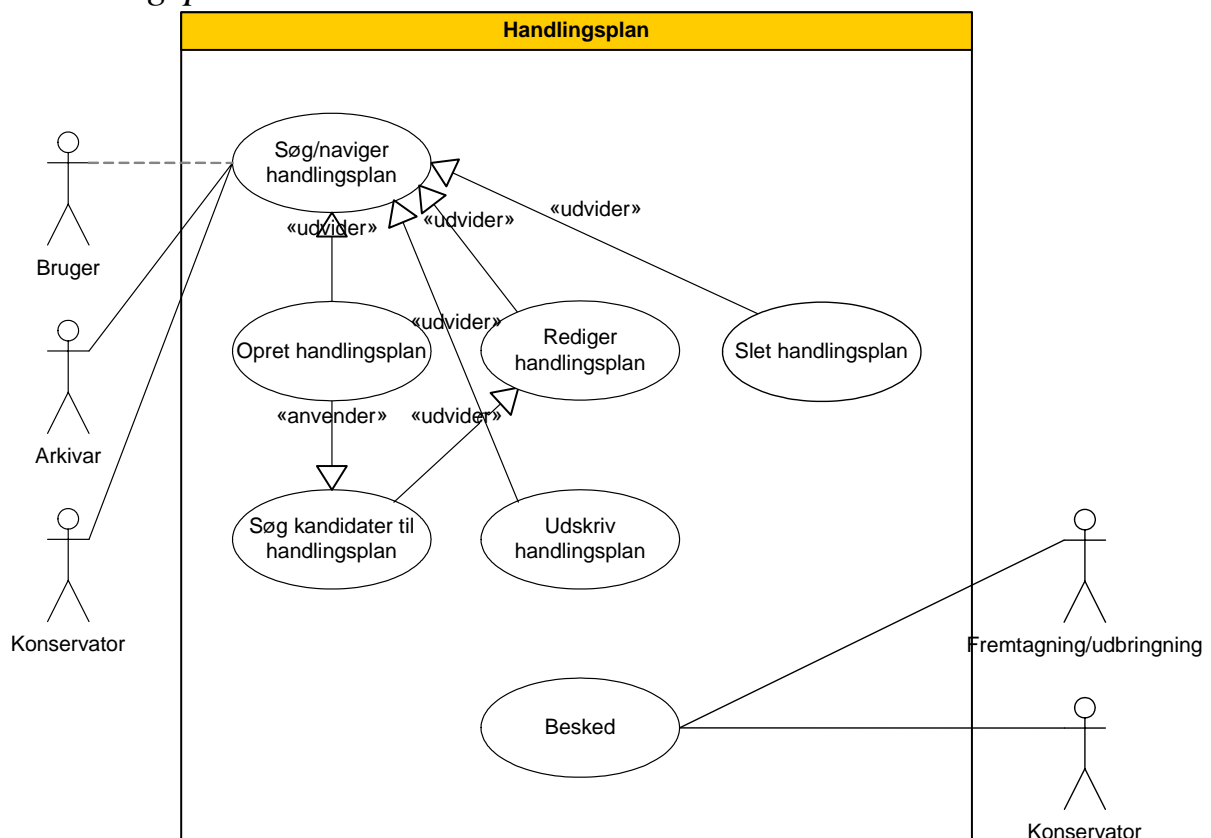 Handlingsplan
Søg/naviger
handlingsplan
«udvider»
«udvider»
«udvider»
Bruger
«udvider»
Opret handlingsplan
Rediger
handlingsplan
Slet handlingsplan
«anvender»
«udvider»
Arkivar
Søg kandidater til
handlingsplan
Udskriv
handlingsplan
Konservator
Fremtagning/udbringning
Besked
Konservator